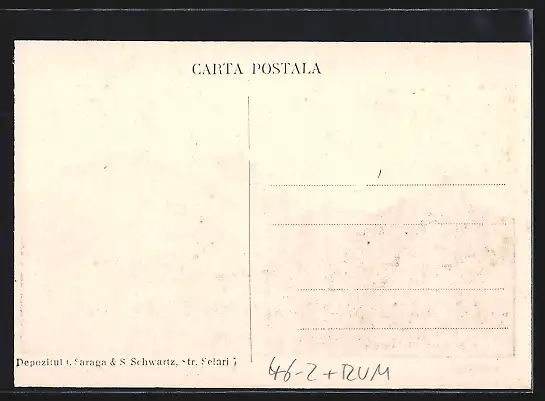 CARTA POSTALA
Depozitul I. Saraga & S. Schwartz, Str. Selari 7
46-2 + RUM